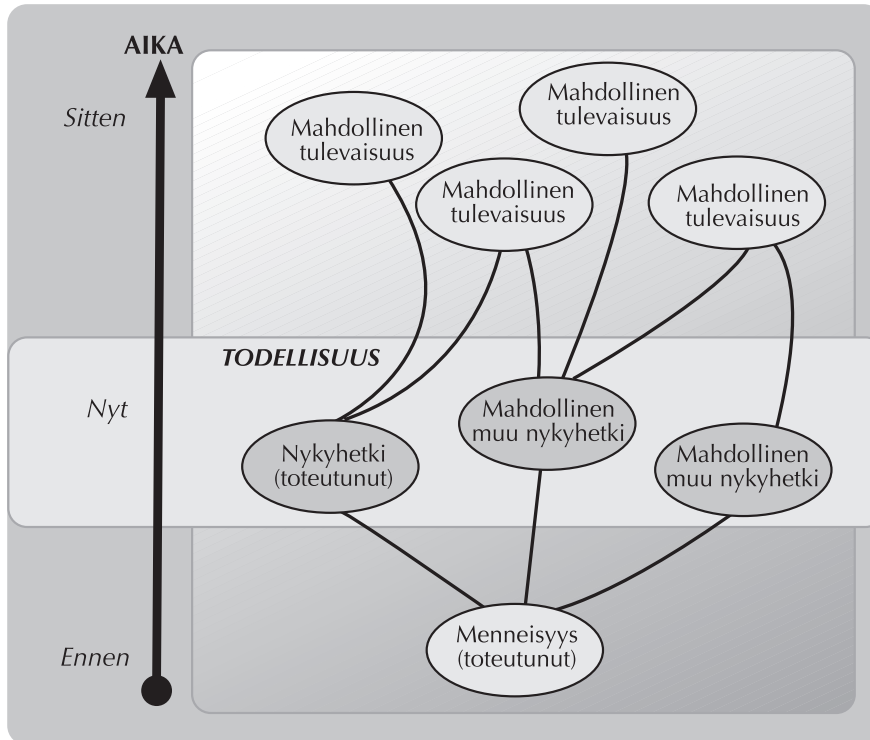 AIKA
Sitten
Mahdollinen
tulevaisuus
Mahdollinen
tulevaisuus
Mahdollinen
tulevaisuus
Mahdollinen
tulevaisuus
TODELLISUUS
Nyt
Nykyhetki
(toteutunut)
Mahdollinen
muu nykyhetki
Mahdollinen
muu nykyhetki
Ennen
Menneisyys
(toteutunut)